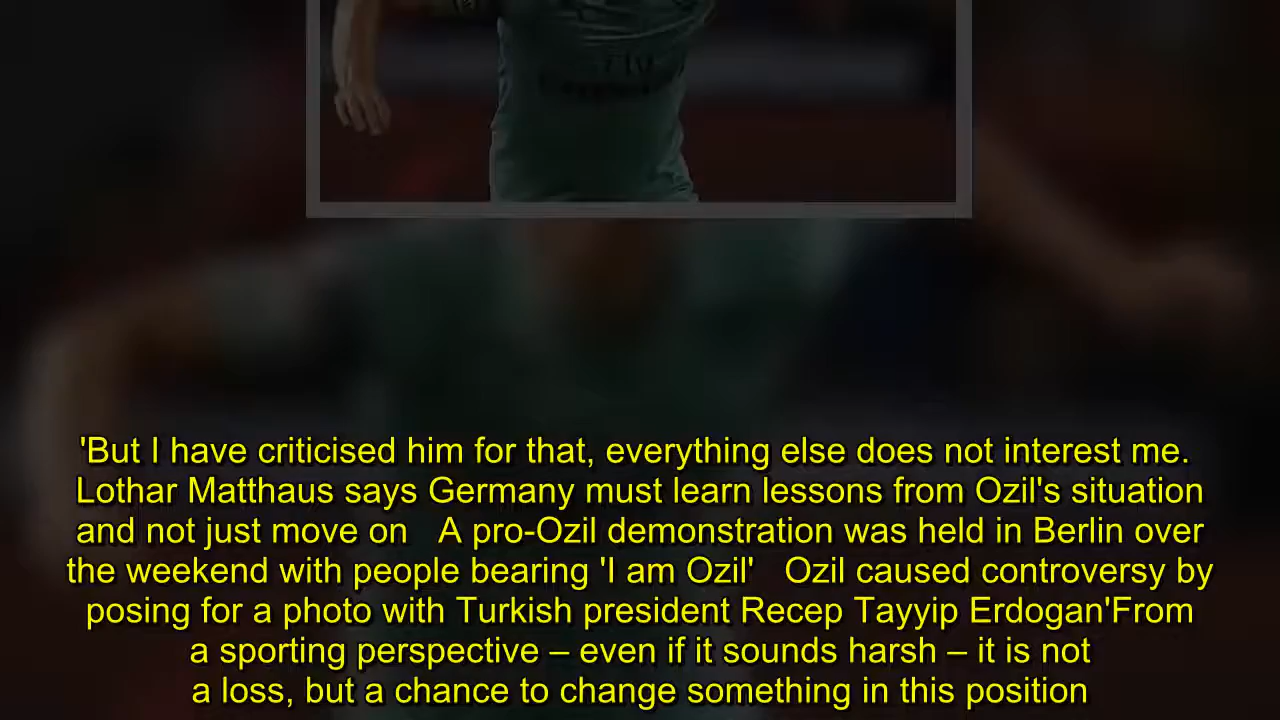 'But I have criticised him for that, everything else does not interest me.
Lothar Matthaus says Germany must learn lessons from Ozil's situation
and not just move on   A pro-Ozil demonstration was held in Berlin over
the weekend with people bearing 'I am Ozil'   Ozil caused controversy by
posing for a photo with Turkish president Recep Tayyip Erdogan'From
a sporting perspective – even if it sounds harsh – it is not
a loss, but a chance to change something in this position